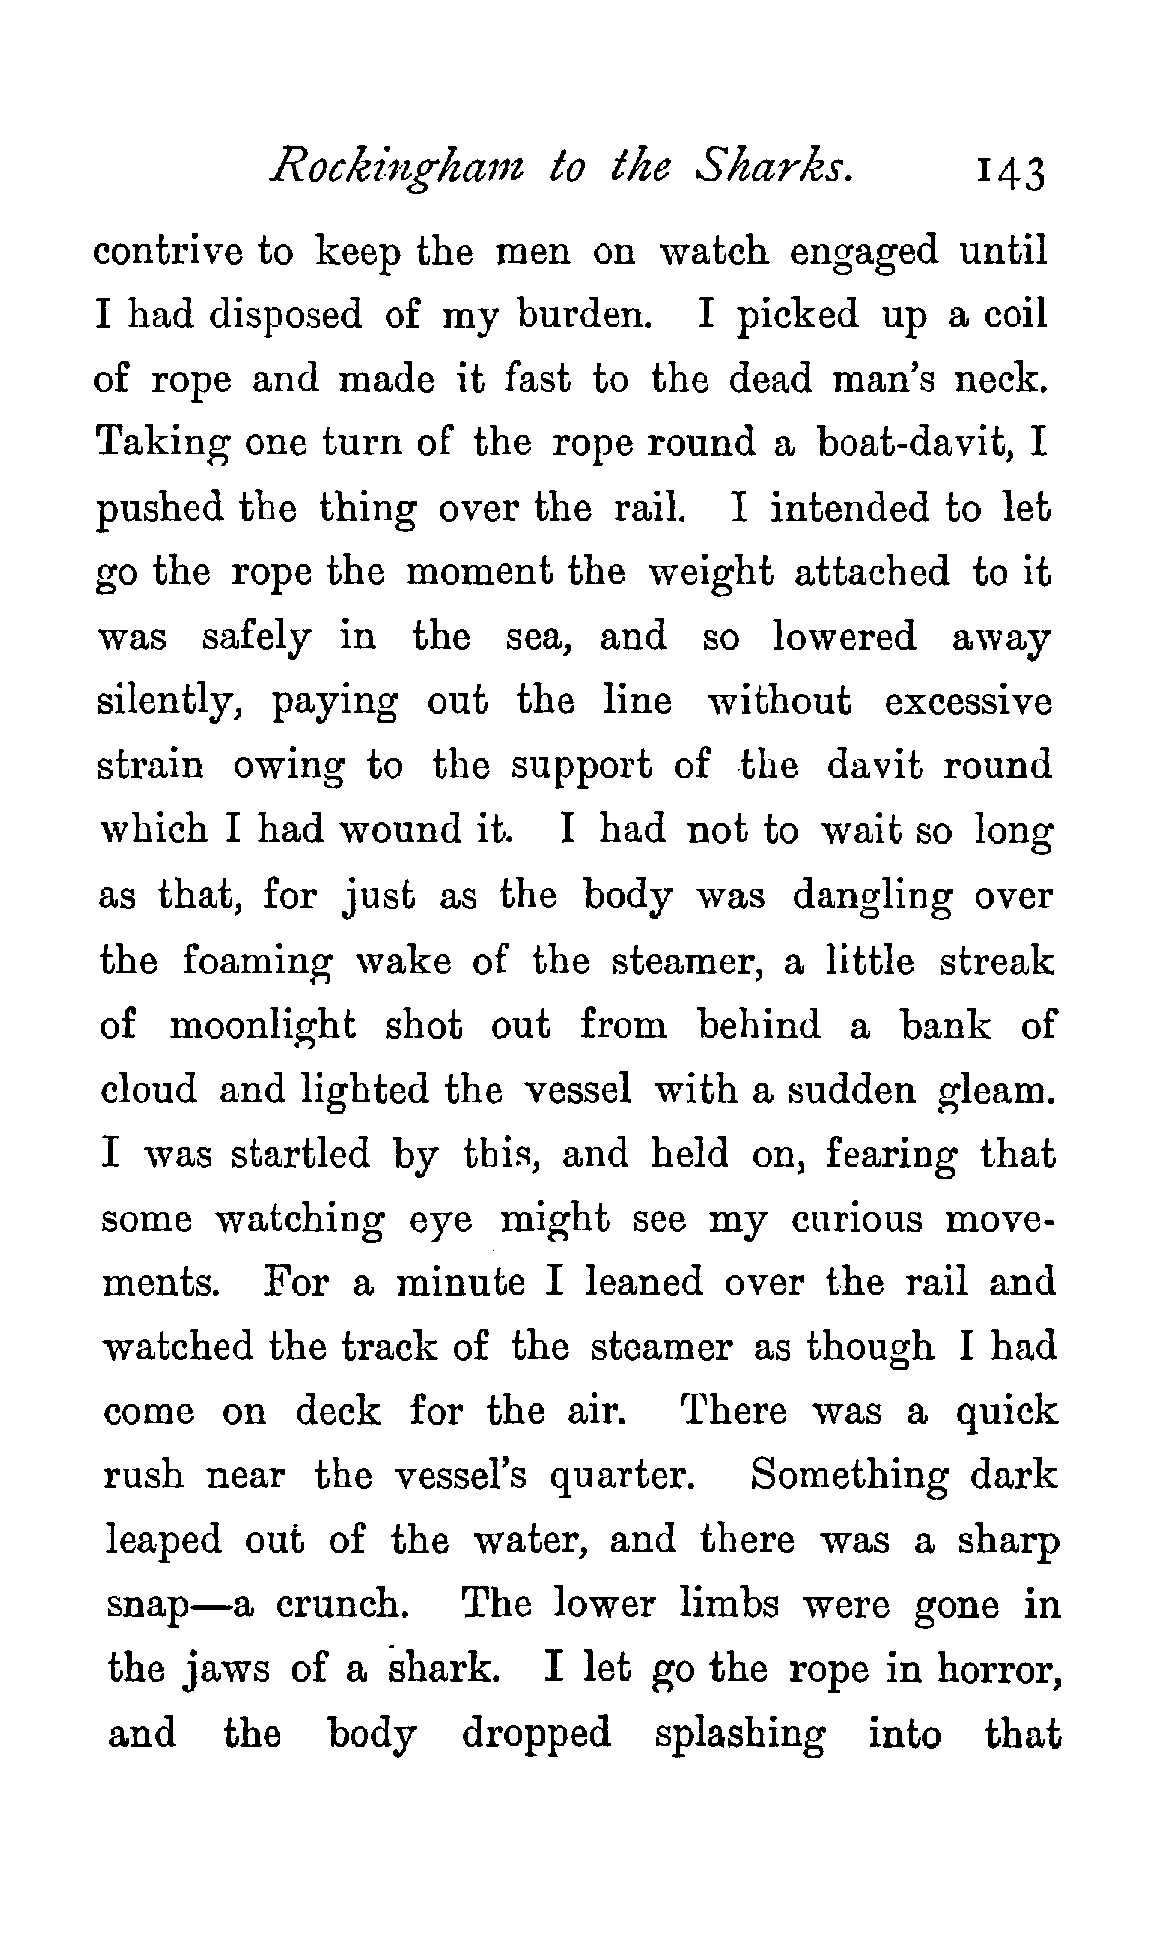 Rockingham to the Sharks. 143
contrive to keep the men on watch engaged until
I had disposed of my burden. I picked up a coil
of rope and made it fast to the dead man's neck.
Taking one turn of the rope round a boat-davit, I
pushed the thing over the rail. I intended to let
go the rope the moment the weight attached to it
was safely in the sea, and so lowered away
silently, paying out the line without excessive
strain owing to the support of the davit round
which I had wound it. I had not to wait so long
as that, for just as the body was dangling over
the foaming wake of the steamer, a little streak
of moonlight shot out from behind a bank of
cloud and lighted the vessel with a sudden gleam.
I was startled by this, and held on, fearing that
some watching eye might see my curious move-
ments. For a minute I leaned over the rail and
watched the track of the steamer as though I had
come on deck for the air. There was a quick
rush near the vessel's quarter. Something dark
leaped out of the water, and there was a sharp
snap—a crunch. The lower limbs were gone in
the jaws of a shark. I let go the rope in horror,
and the body dropped splashing into that